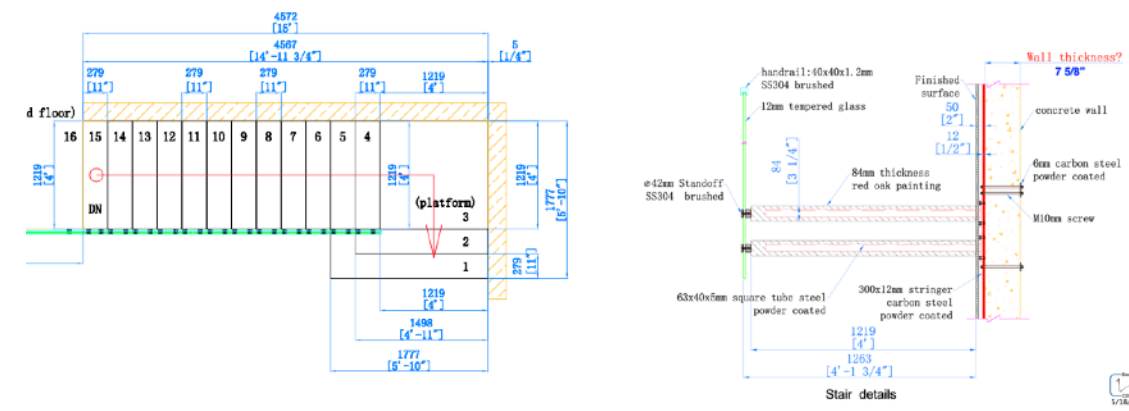 4572
[15']
4567
[14'-11 3/4"]
5
[1/4"]
279
[11"]
279
[11"]
279
[11"]
279
[11"]
1219
[4']
d floor)
16 15 14 13 12 11 10 9 8 7 6 5 4
1219
[4']
1219
[4']
1219
[4']
1777
[5'-10"]
DN
(platform)
3
2
1
279
[11"]
1219
[4']
1498
[4'-11"]
1777
[5'-10"]
Wall thickness?
7 5/8"
handrail:40x40x1.2mm
SS304 brushed
12mm tempered glass
Finished
surface
50
[2"]
12
[1/2"]
concrete wall
84
[3 1/4"]
84mm thickness
red oak painting
6mm carbon steel
powder coated
ø42mm Standoff
SS304 brushed
M10mm screw
63x40x5mm square tube steel
powder coated
300x12mm stringer
carbon steel
powder coated
1219
[4']
1263
[4'-1 3/4"]
Stair details